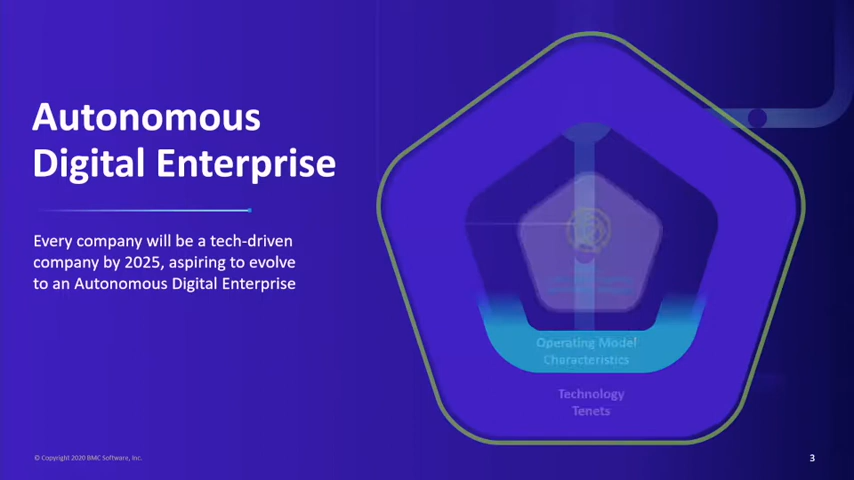 Autonomous
Digital Enterprise
Every company will be a tech-driven
company by 2025, aspiring to evolve
to an Autonomous Digital Enterprise
Operating Model
Characteristics
Technology
Tenets
© Copyright 2020 BMC Software, Inc.
3